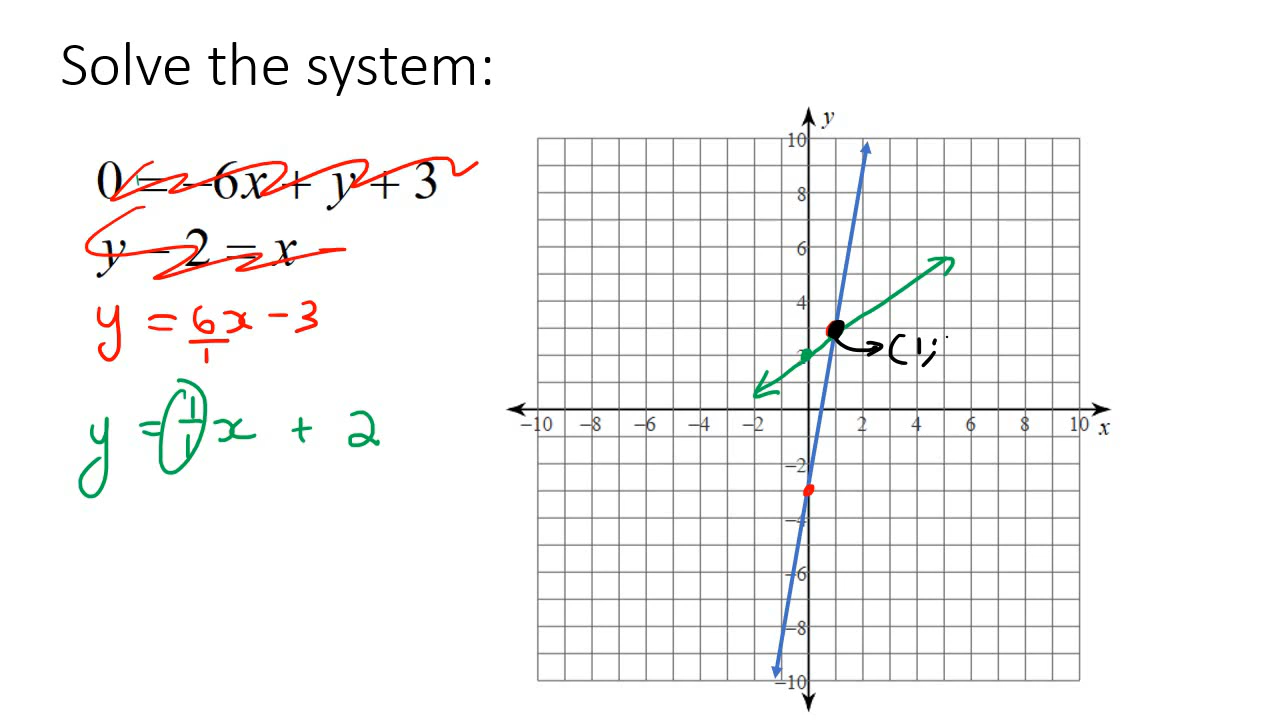 Solve the system:
0 = −6x + y + 3
y − 2 = x
y = 6/1 x − 3
y = 1/1 x + 2
y
10
8
6
4
2
(1;
−10 −8 −6 −4 −2 2 4 6 8 10 x
−2
−4
−6
−8
−10